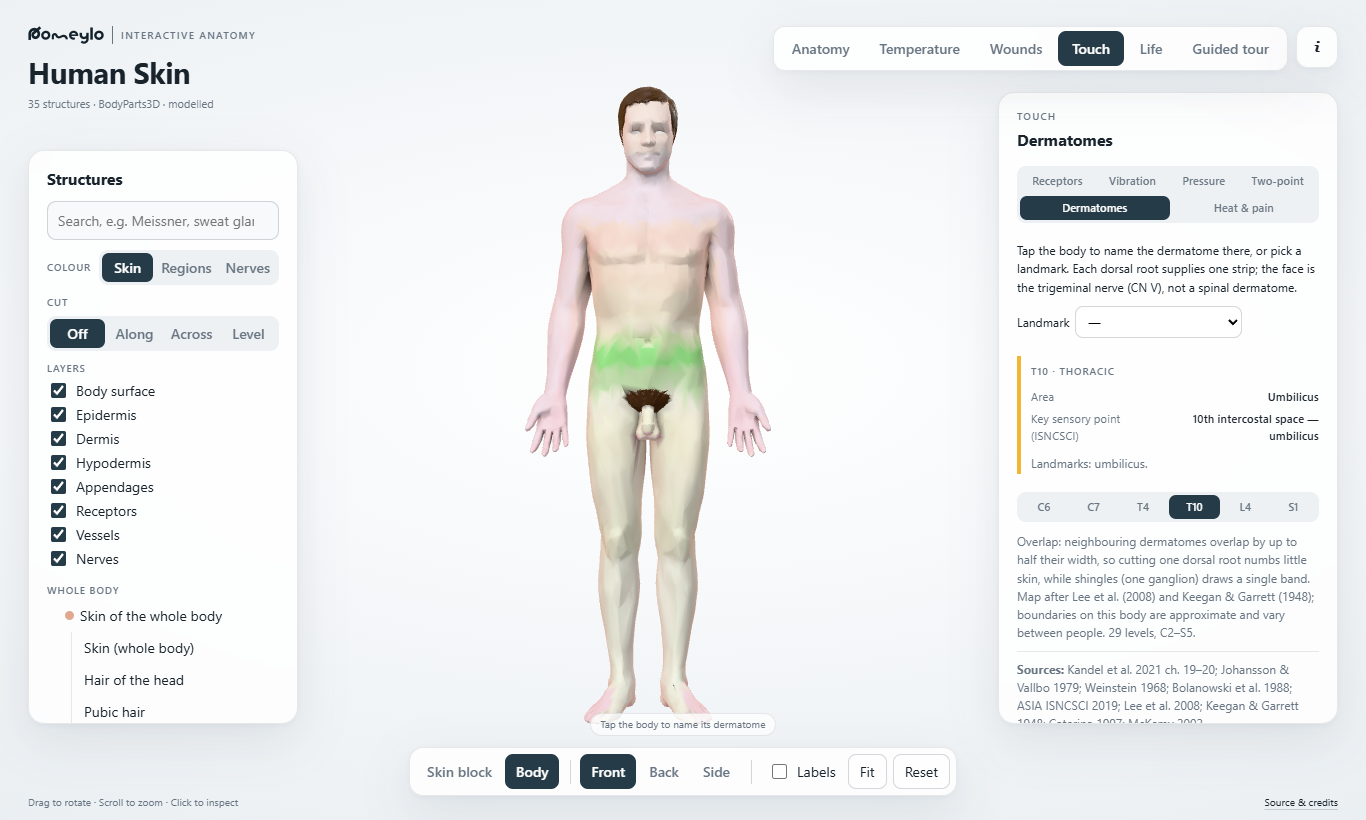 Domeylo
INTERACTIVE ANATOMY
Human Skin
35 structures · BodyParts3D · modelled
Anatomy
Temperature
Wounds
Touch
Life
Guided tour
i
Structures
Search, e.g. Meissner, sweat glan
COLOUR
Skin
Regions
Nerves
CUT
Off
Along
Across
Level
LAYERS
Body surface
Epidermis
Dermis
Hypodermis
Appendages
Receptors
Vessels
Nerves
WHOLE BODY
Skin of the whole body
Skin (whole body)
Hair of the head
Pubic hair
TOUCH
Dermatomes
Receptors
Vibration
Pressure
Two-point
Dermatomes
Heat & pain
Tap the body to name the dermatome there, or pick a
landmark. Each dorsal root supplies one strip; the face is
the trigeminal nerve (CN V), not a spinal dermatome.
Landmark
—
T10 · THORACIC
Area
Umbilicus
Key sensory point
(ISNCSCI)
10th intercostal space —
umbilicus
Landmarks: umbilicus.
C6
C7
T4
T10
L4
S1
Overlap: neighbouring dermatomes overlap by up to
half their width, so cutting one dorsal root numbs little
skin, while shingles (one ganglion) draws a single band.
Map after Lee et al. (2008) and Keegan & Garrett (1948);
boundaries on this body are approximate and vary
between people. 29 levels, C2–S5.
Sources: Kandel et al. 2021 ch. 19–20; Johansson &
Vallbo 1979; Weinstein 1968; Bolanowski et al. 1988;
ASIA ISNCSCI 2019; Lee et al. 2008; Keegan & Garrett
1948; Caterina 1997; McKemy 2002
Tap the body to name its dermatome
Skin block
Body
Front
Back
Side
Labels
Fit
Reset
Drag to rotate · Scroll to zoom · Click to inspect
Source & credits